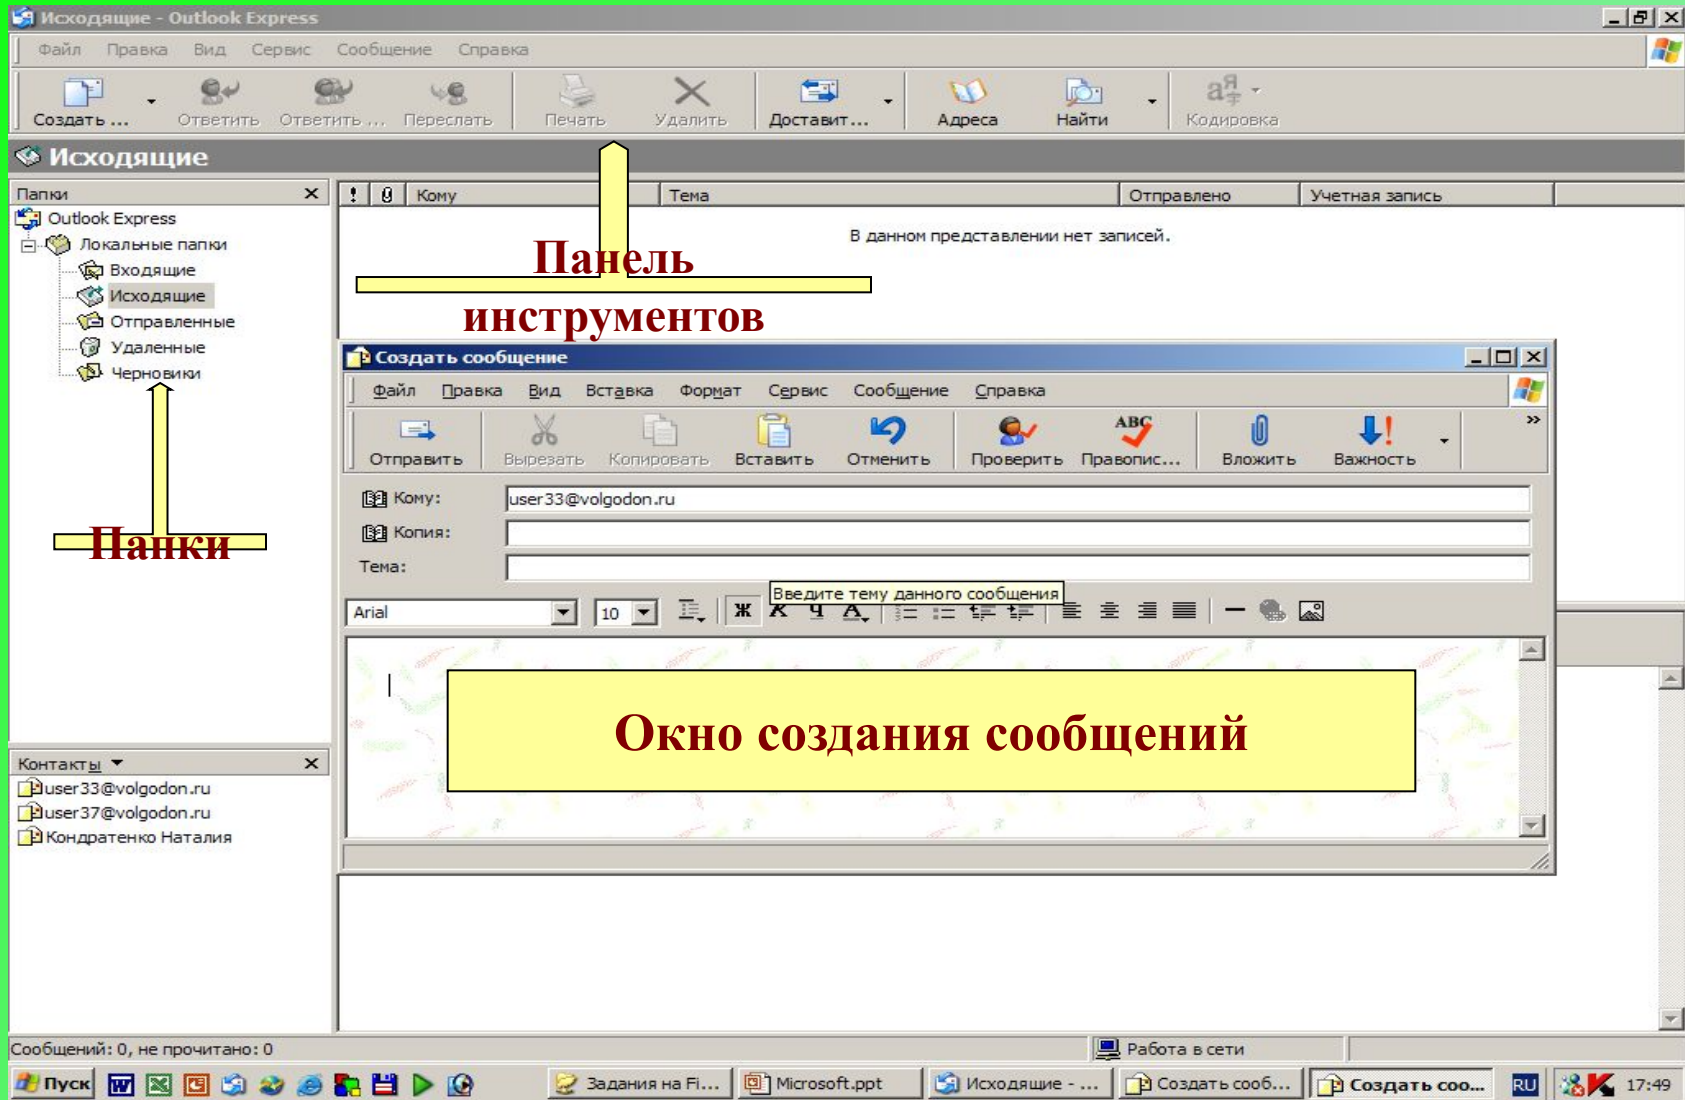 Исходящие - Outlook Express
Файл Правка Вид Сервис Сообщение Справка
Создать ... Ответить Ответить ... Переслать Печать Удалить Доставит... Адреса Найти Кодировка
Исходящие
Папки
! Кому Тема Отправлено Учетная запись
Outlook Express
Локальные папки
Входящие
Исходящие
Отправленные
Удаленные
Черновики
В данном представлении нет записей.
Панель
инструментов
Папки
Создать сообщение
Файл Правка Вид Вставка Формат Сервис Сообщение Справка
Отправить Вырезать Копировать Вставить Отменить Проверить Правопис... Вложить Важность
Кому: user33@volgodon.ru
Копия:
Тема:
Введите тему данного сообщения
Arial 10 Ж К Ч А
Окно создания сообщений
Контакты
user33@volgodon.ru
user37@volgodon.ru
Кондратенко Наталия
Сообщений: 0, не прочитано: 0
Работа в сети
Пуск Задания на Fi... Microsoft.ppt Исходящие - ... Создать сооб... Создать соо... RU 17:49